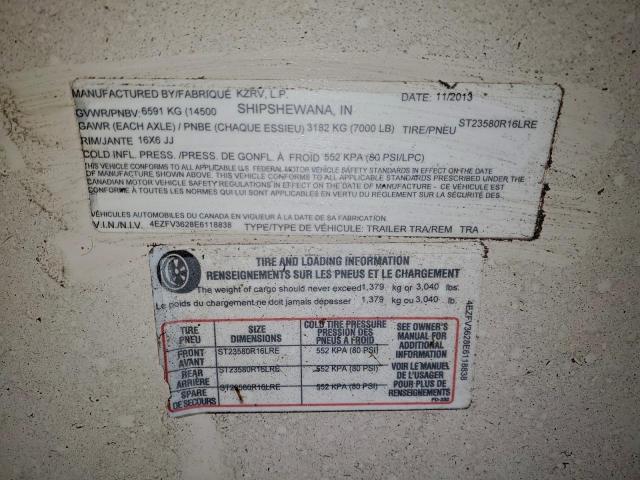 MANUFACTURED BY/FABRIQUÉ KZRV, L.P. DATE: 11/2013
GVWR/PNBV: 6591 KG (14500 SHIPSHEWANA, IN
GAWR (EACH AXLE) / PNBE (CHAQUE ESSIEU) 3182 KG (7000 LB) TIRE/PNEU ST23580R16LRE
RIM/JANTE 16X6 JJ
COLD INFL. PRESS. /PRESS. DE GONFL. À FROID 552 KPA (80 PSI/LPC)
THIS VEHICLE CONFORMS TO ALL APPLICABLE U.S. FEDERAL MOTOR VEHICLE SAFETY STANDARDS IN EFFECT ON THE DATE
OF MANUFACTURE SHOWN ABOVE. / THIS VEHICLE CONFORMS TO ALL APPLICABLE STANDARDS PRESCRIBED UNDER THE
CANADIAN MOTOR VEHICLE SAFETY REGULATIONS IN EFFECT ON THE DATE OF MANUFACTURE - CE VÉHICULE EST
CONFORME À TOUTES LES NORMES QUI LUI SONT APPLICABLES EN VERTU DU RÈGLEMENT SUR LA SÉCURITÉ DES
VÉHICULES AUTOMOBILES DU CANADA EN VIGUEUR À LA DATE DE SA FABRICATION
V.I.N./N.I.V. 4EZFV3628E6118838 TYPE/TYPE DE VÉHICULE: TRAILER TRA/REM TRA
TIRE AND LOADING INFORMATION
RENSEIGNEMENTS SUR LES PNEUS ET LE CHARGEMENT
The weight of cargo should never exceed 1,379 kg or 3,040 lbs.
Le poids du chargement ne doit jamais dépasser 1,379 kg ou 3,040 lb.
TIRE PNEU
SIZE DIMENSIONS
COLD TIRE PRESSURE
PRESSION DES
PNEUS À FROID
SEE OWNER'S
MANUAL FOR
ADDITIONAL
INFORMATION
VOIR LE MANUEL
DE L'USAGER
POUR PLUS DE
RENSEIGNEMENTS
FRONT AVANT ST23580R16LRE 552 KPA (80 PSI)
REAR ARRIÈRE ST23580R16LRE 552 KPA (80 PSI)
SPARE DE SECOURS ST23580R16LRE 552 KPA (80 PSI)
4EZFV3628E6118838